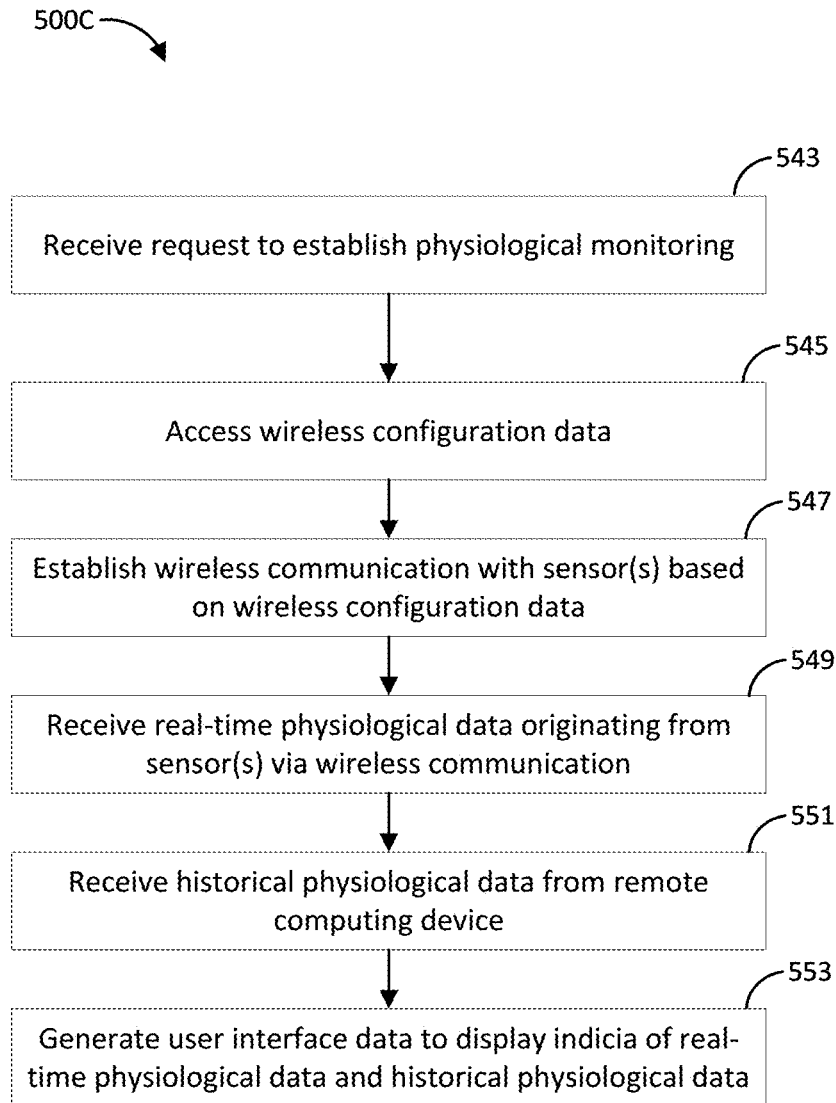 500C
543
Receive request to establish physiological monitoring
545
Access wireless configuration data
547
Establish wireless communication with sensor(s) based
on wireless configuration data
549
Receive real-time physiological data originating from
sensor(s) via wireless communication
551
Receive historical physiological data from remote
computing device
553
Generate user interface data to display indicia of real-
time physiological data and historical physiological data